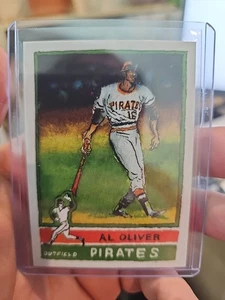 PIRATES
16
AL OLIVER
OUTFIELD PIRATES